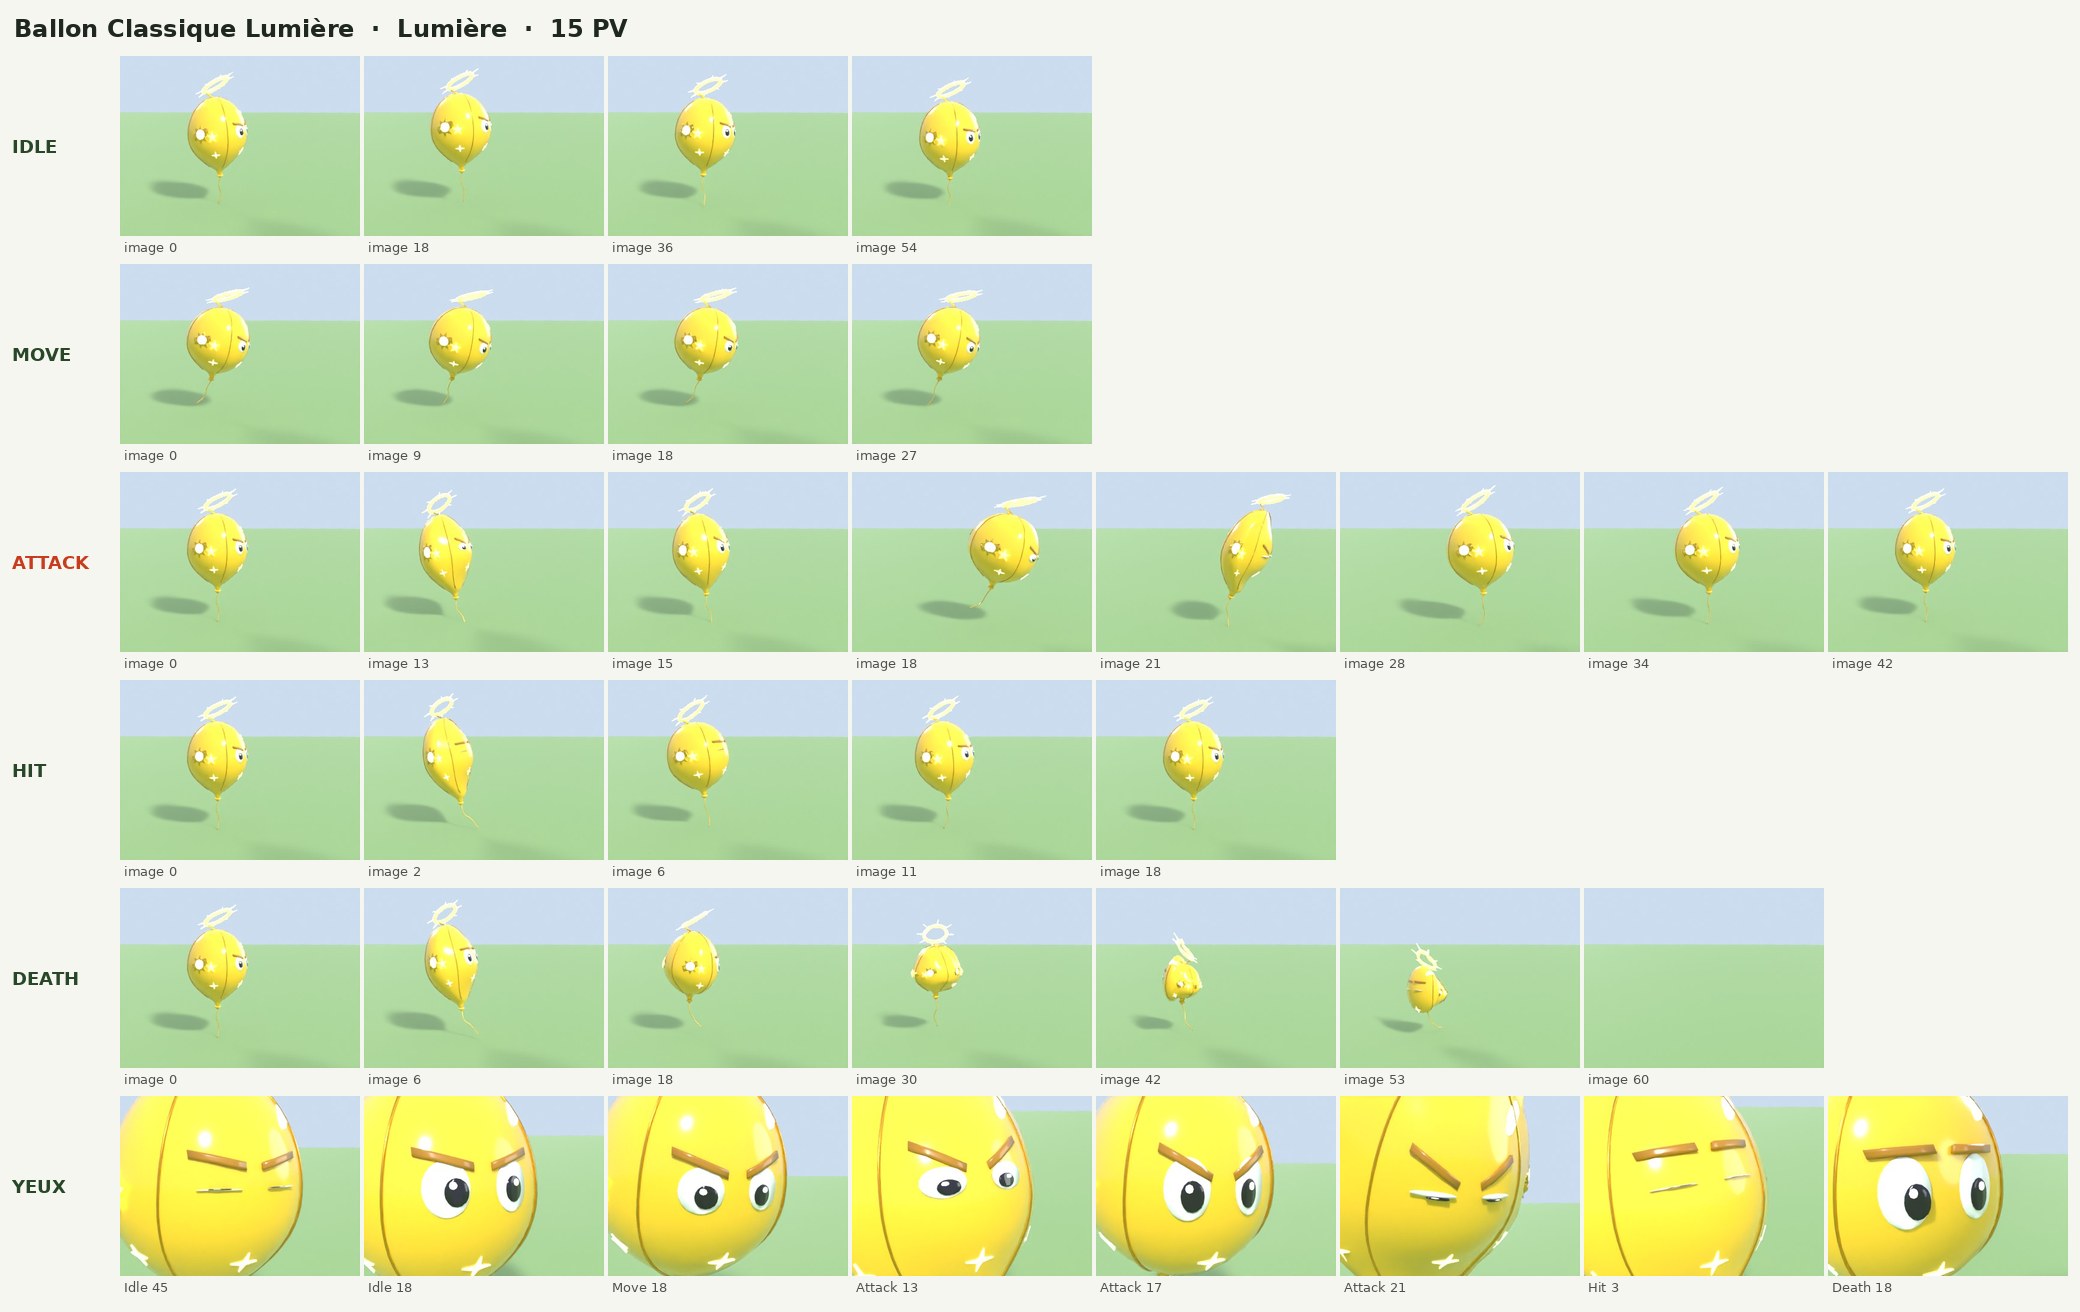 Ballon Classique Lumière · Lumière · 15 PV
IDLE
image 0
image 18
image 36
image 54
MOVE
image 0
image 9
image 18
image 27
ATTACK
image 0
image 13
image 15
image 18
image 21
image 28
image 34
image 42
HIT
image 0
image 2
image 6
image 11
image 18
DEATH
image 0
image 6
image 18
image 30
image 42
image 53
image 60
YEUX
Idle 45
Idle 18
Move 18
Attack 13
Attack 17
Attack 21
Hit 3
Death 18